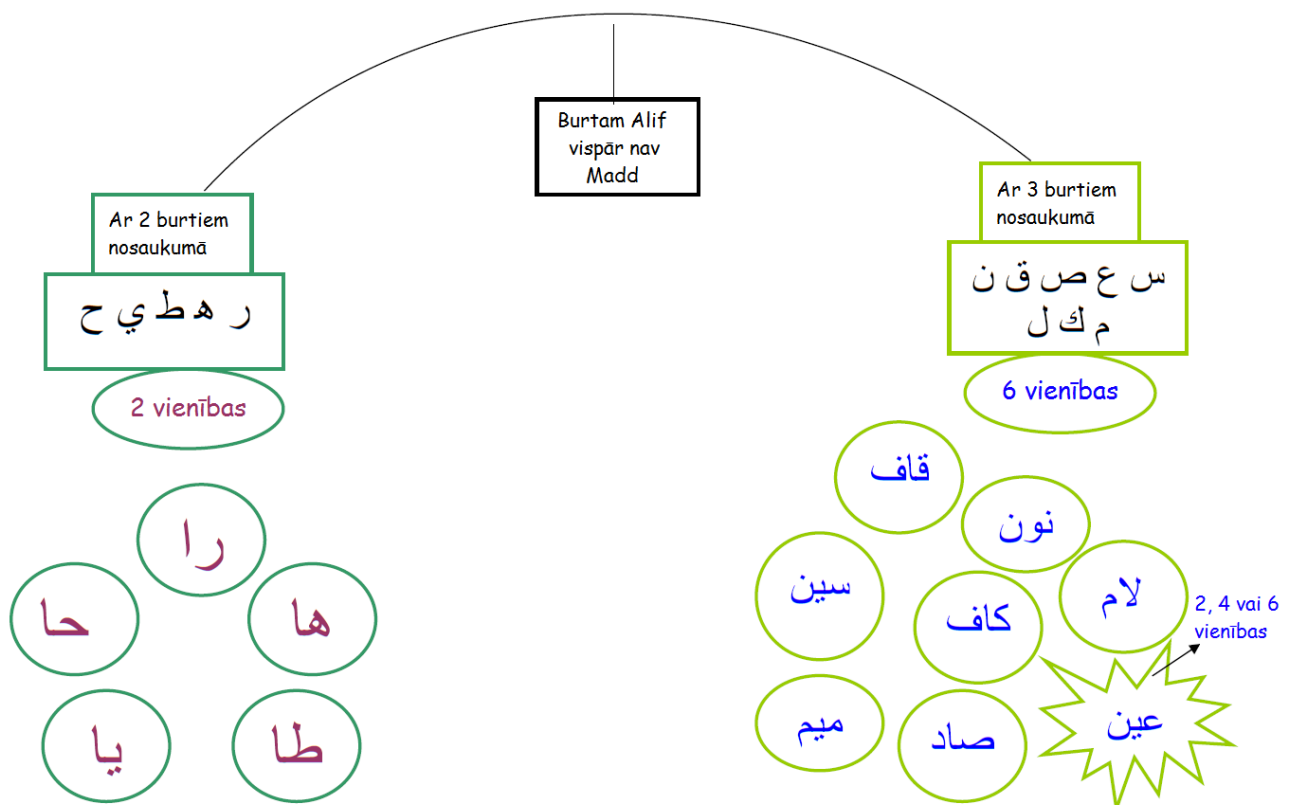 Burtam Alif
vispār nav
Madd
Ar 2 burtiem
nosaukumā
ر ه ط ي ح
2 vienības
را
حا
ها
يا
طا
Ar 3 burtiem
nosaukumā
س ع ص ق ن
م ك ل
6 vienības
قاف
نون
سين
كاف
لام
2, 4 vai 6
vienības
ميم
صاد
عين